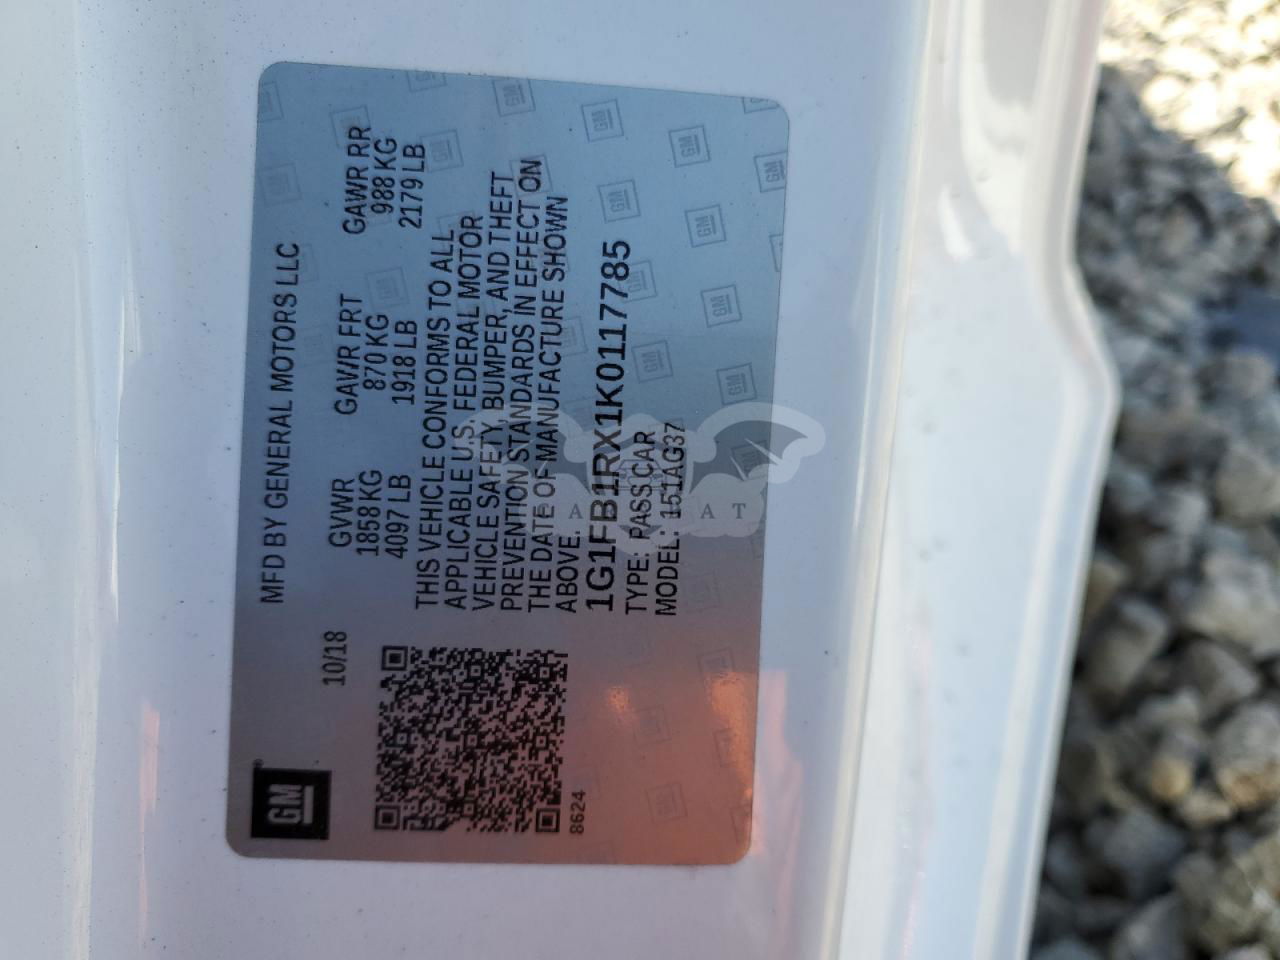 MFD BY GENERAL MOTORS LLC
10/18
GVWR GAWR FRT GAWR RR
1858 KG 870 KG 988 KG
4097 LB 1918 LB 2179 LB
THIS VEHICLE CONFORMS TO ALL
APPLICABLE U.S. FEDERAL MOTOR
VEHICLE SAFETY, BUMPER, AND THEFT
PREVENTION STANDARDS IN EFFECT ON
THE DATE OF MANUFACTURE SHOWN
ABOVE.
1G1FB1RX1K0117785
TYPE: PASS CAR
MODEL: 151AG37
GM
8624